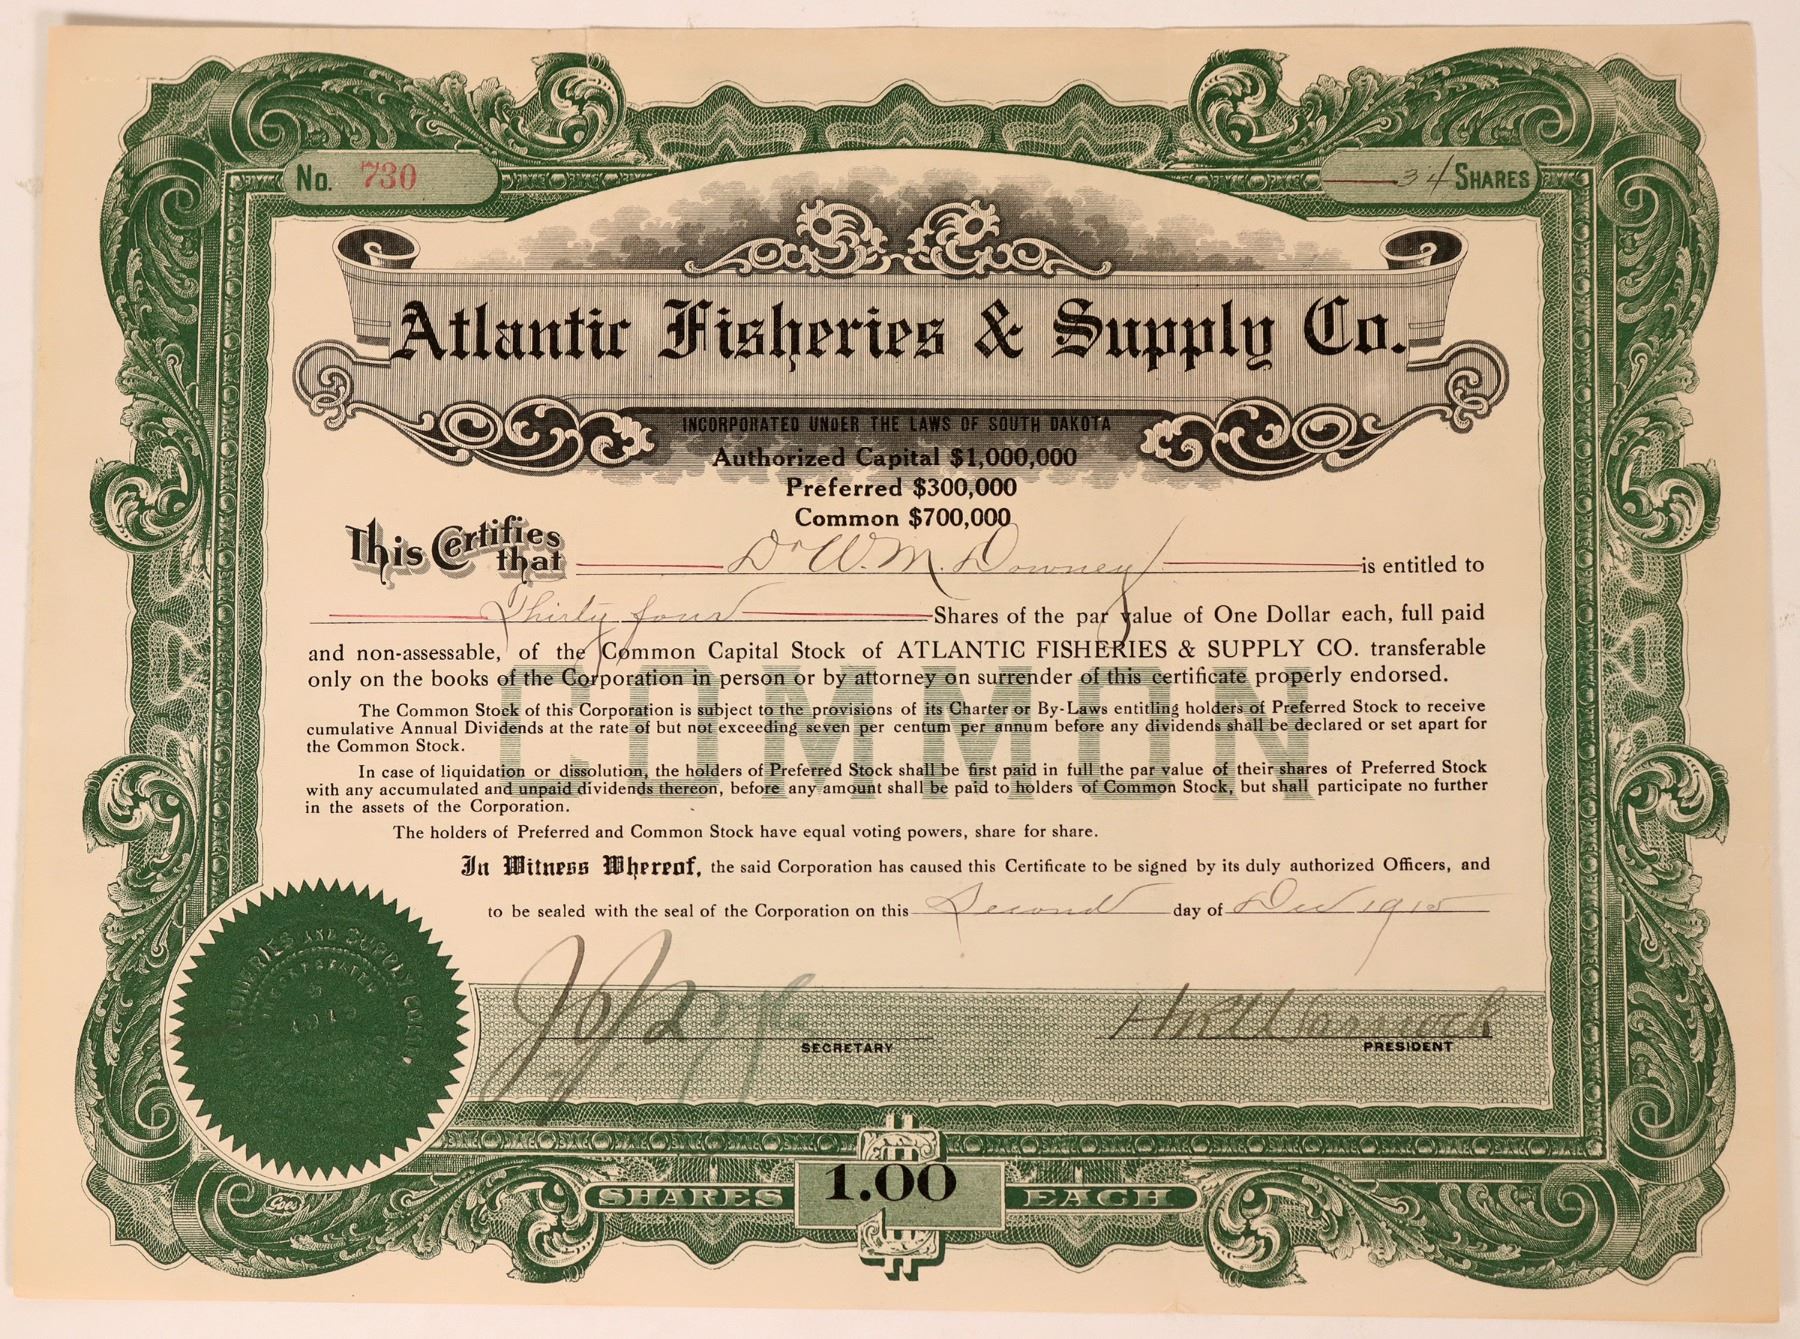 No. 730
34 SHARES
Atlantic Fisheries & Supply Co.
INCORPORATED UNDER THE LAWS OF SOUTH DAKOTA
Authorized Capital $1,000,000
Preferred $300,000
Common $700,000
This Certifies that Dr W. M. Downey is entitled to
Thirty four Shares of the par value of One Dollar each, full paid
and non-assessable, of the Common Capital Stock of ATLANTIC FISHERIES & SUPPLY CO. transferable
only on the books of the Corporation in person or by attorney on surrender of this certificate properly endorsed.
COMMON
The Common Stock of this Corporation is subject to the provisions of its Charter or By-Laws entitling holders of Preferred Stock to receive
cumulative Annual Dividends at the rate of but not exceeding seven per centum per annum before any dividends shall be declared or set apart for
the Common Stock.
In case of liquidation or dissolution, the holders of Preferred Stock shall be first paid in full the par value of their shares of Preferred Stock
with any accumulated and unpaid dividends thereon, before any amount shall be paid to holders of Common Stock, but shall participate no further
in the assets of the Corporation.
The holders of Preferred and Common Stock have equal voting powers, share for share.
In Witness Whereof, the said Corporation has caused this Certificate to be signed by its duly authorized Officers, and
to be sealed with the seal of the Corporation on this Second day of Dec 1910
FISHERIES AND SUPPLY COMPANY
INCORPORATED
1910
SECRETARY
PRESIDENT
Goes
SHARES 1.00 EACH